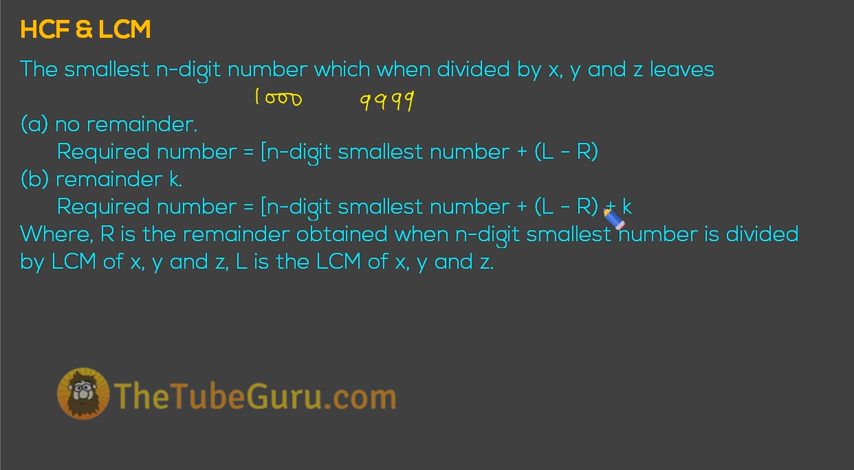 HCF & LCM
The smallest n-digit number which when divided by x, y and z leaves
1000 9999
(a) no remainder.
Required number = [n-digit smallest number + (L - R)
(b) remainder k.
Required number = [n-digit smallest number + (L - R) + k
Where, R is the remainder obtained when n-digit smallest number is divided
by LCM of x, y and z, L is the LCM of x, y and z.
TheTubeGuru.com